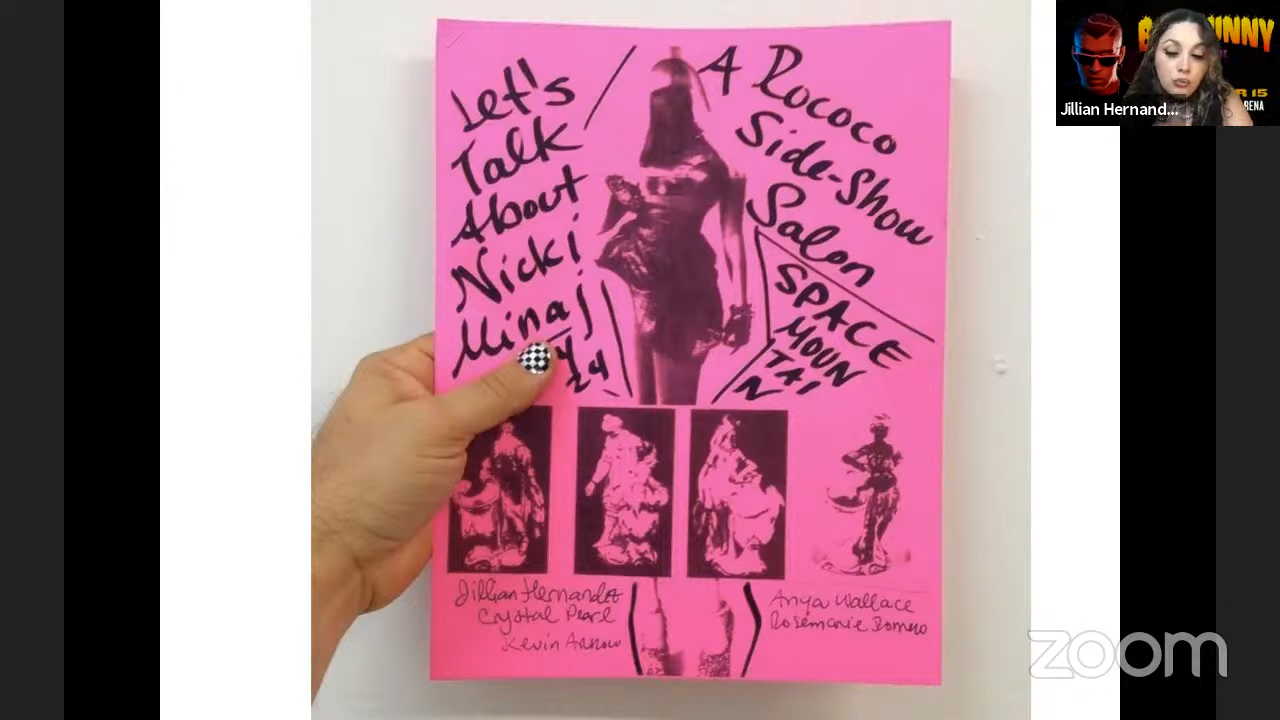 Let's
Talk
About
Nicki
Minaj
24
A Rococo
Side-Show
Salon
SPACE
MOUN
TAI
N
Jillian Hernandez
Crystal Pearl
Kevin Arrow
Anya Wallace
Rosemarie Romero
Jillian Hernand...
zoom